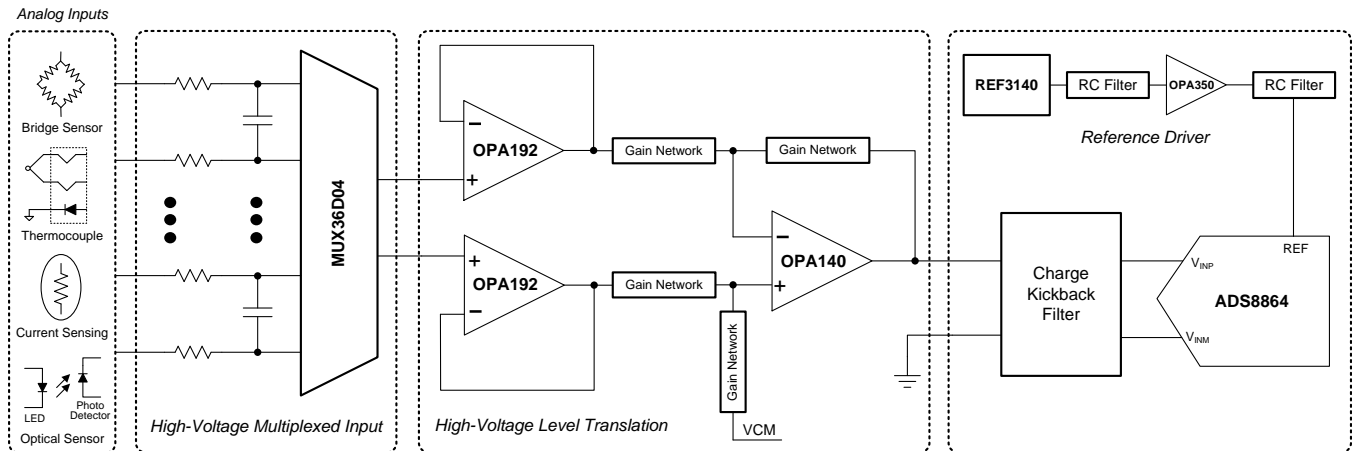 Analog Inputs
Bridge Sensor
Thermocouple
Current Sensing
LED
Photo
Detector
Optical Sensor
MUX36D04
High-Voltage Multiplexed Input
OPA192
OPA192
Gain Network
Gain Network
Gain Network
Gain Network
OPA140
VCM
High-Voltage Level Translation
REF3140
RC Filter
OPA350
RC Filter
Reference Driver
Charge
Kickback
Filter
REF
VINP
ADS8864
VINM